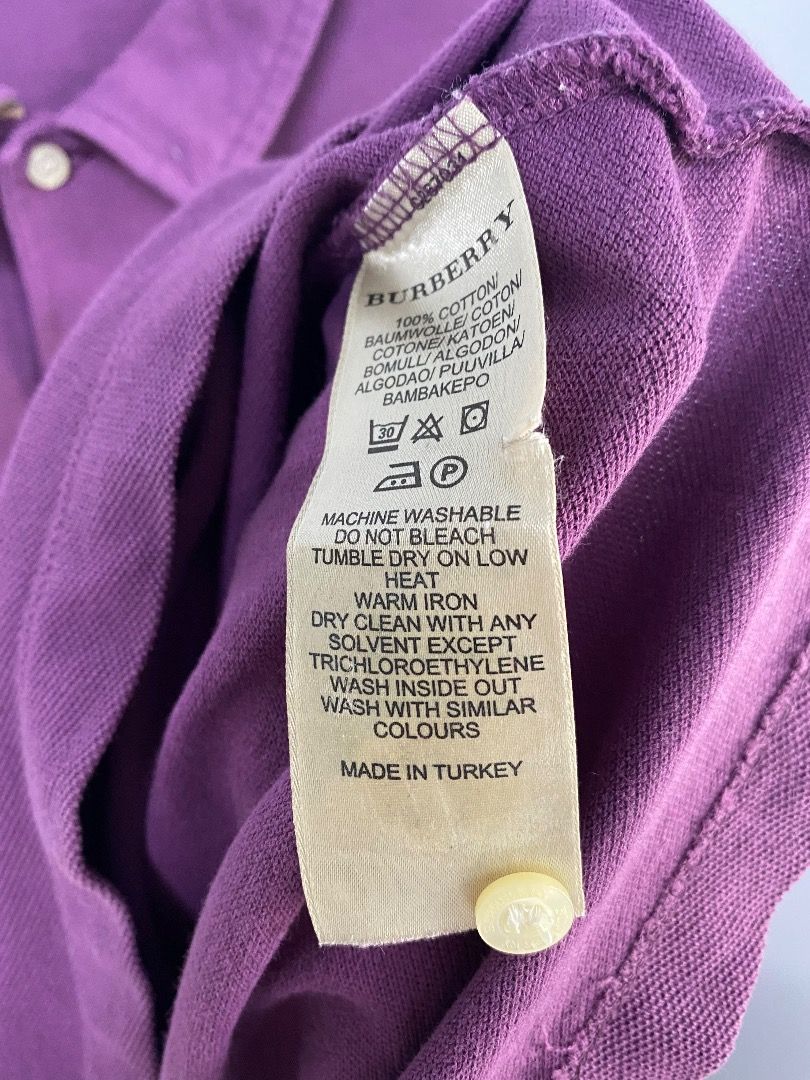 BURBERRY
100% COTTON/
BAUMWOLLE/ COTON/
COTONE/ KATOEN/
BOMULL/ ALGODON/
ALGODAO/ PUUVILLA/
BAMBAKEPO
30
P
MACHINE WASHABLE
DO NOT BLEACH
TUMBLE DRY ON LOW
HEAT
WARM IRON
DRY CLEAN WITH ANY
SOLVENT EXCEPT
TRICHLOROETHYLENE
WASH INSIDE OUT
WASH WITH SIMILAR
COLOURS
MADE IN TURKEY